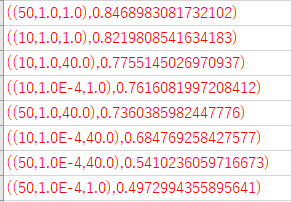 ((50,1.0,1.0),0.8468983081732102)
((10,1.0,1.0),0.8219808541634183)
((10,1.0,40.0),0.7755145026970937)
((10,1.0E-4,1.0),0.7616081997208412)
((50,1.0,40.0),0.7360385982447776)
((10,1.0E-4,40.0),0.684769258427577)
((50,1.0E-4,40.0),0.5410236059716673)
((50,1.0E-4,1.0),0.4972994355895641)